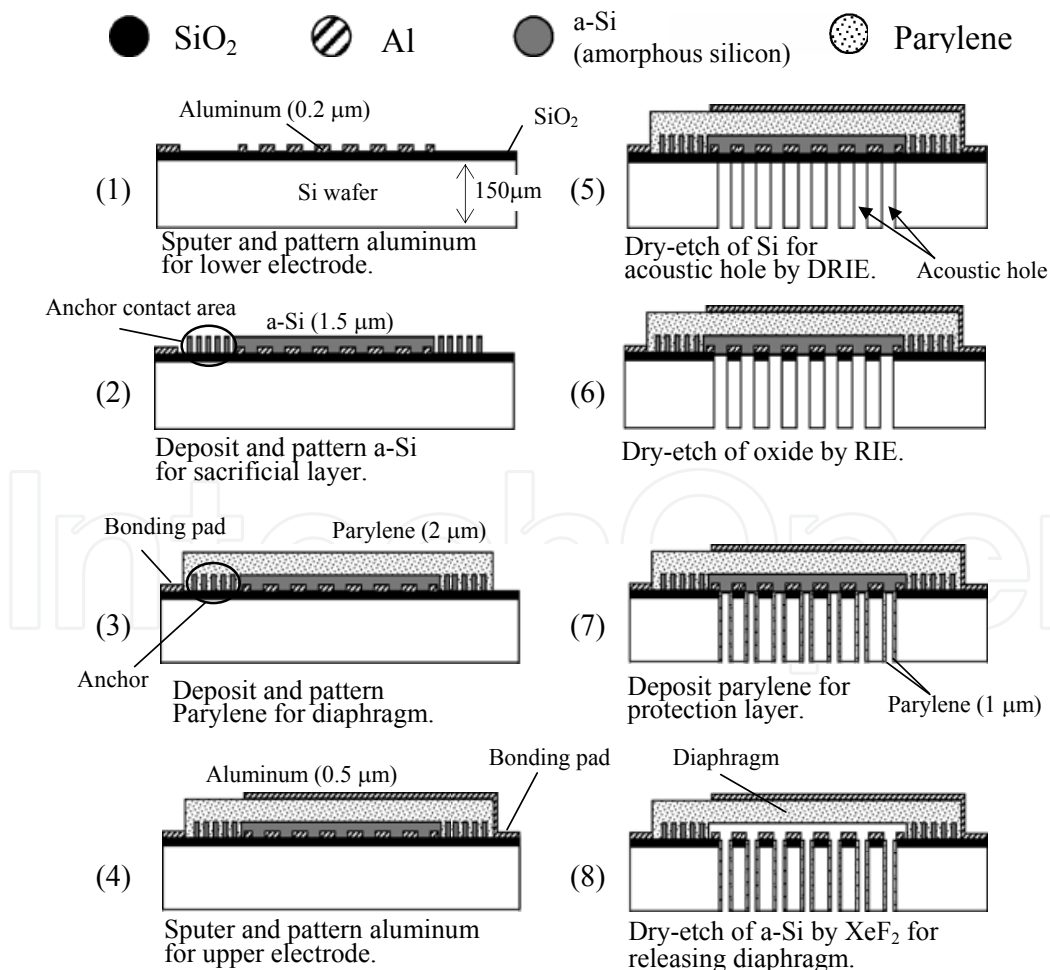 SiO2
Al
a-Si
(amorphous silicon)
Parylene
Aluminum (0.2 μm)
SiO2
(1)
Si wafer
150μm
Sputer and pattern aluminum
for lower electrode.
Anchor contact area
a-Si (1.5 μm)
(2)
Deposit and pattern a-Si
for sacrificial layer.
Bonding pad
Parylene (2 μm)
(3)
Anchor
Deposit and pattern
Parylene for diaphragm.
Aluminum (0.5 μm)
Bonding pad
(4)
Sputer and pattern aluminum
for upper electrode.
(5)
Dry-etch of Si for
acoustic hole by DRIE.
Acoustic hole
(6)
Dry-etch of oxide by RIE.
(7)
Deposit parylene for
protection layer.
Parylene (1 μm)
Diaphragm
(8)
Dry-etch of a-Si by XeF2 for
releasing diaphragm.
IntechOpen